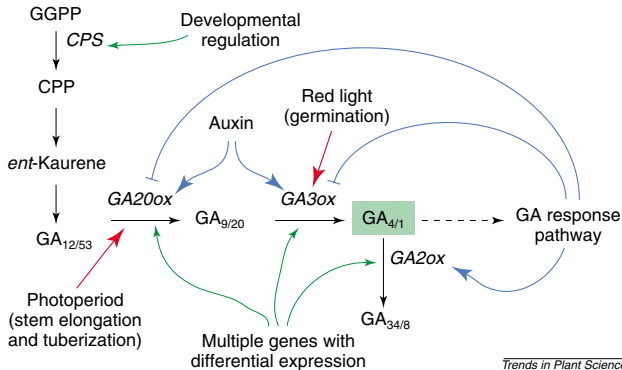 GGPP
CPS
Developmental
regulation
CPP
Red light
(germination)
Auxin
ent-Kaurene
GA20ox
GA3ox
GA12/53
GA9/20
GA4/1
GA response
pathway
GA2ox
Photoperiod
(stem elongation
and tuberization)
Multiple genes with
differential expression
GA34/8
Trends in Plant Science